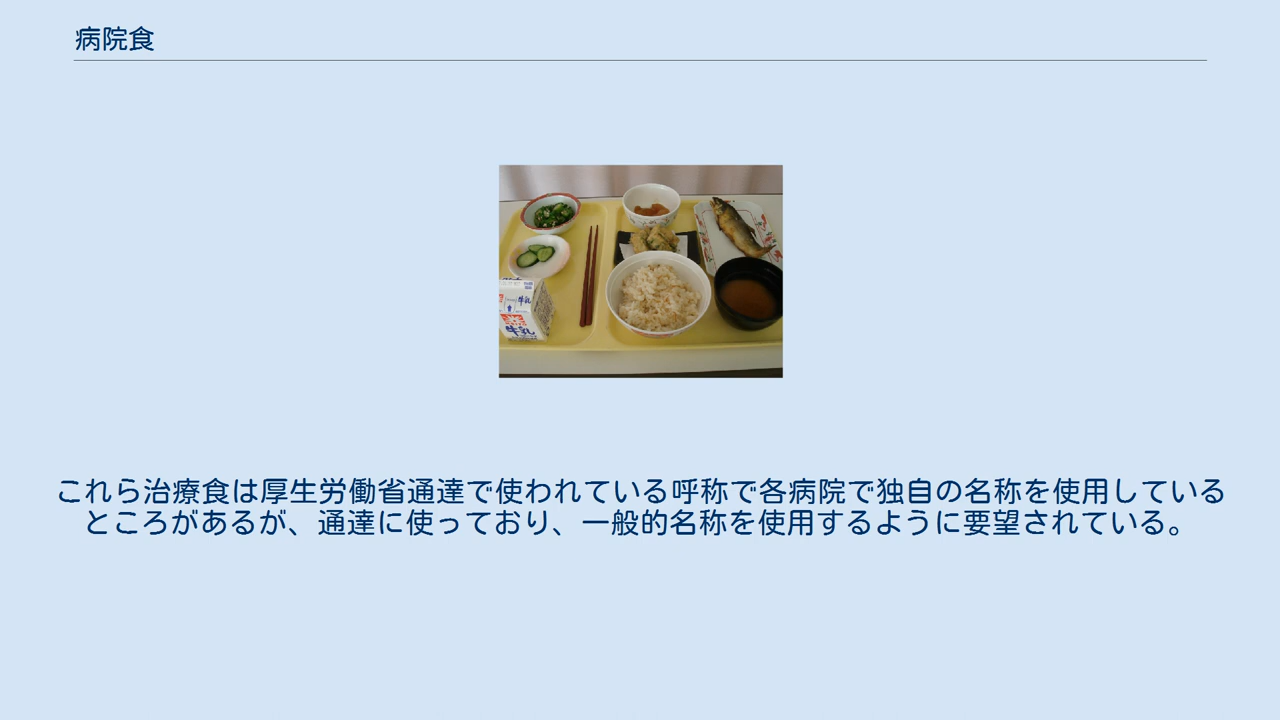 病院食
牛乳
牛乳
これら治療食は厚生労働省通達で使われている呼称で各病院で独自の名称を使用している
ところがあるが、通達に使っており、一般的名称を使用するように要望されている。